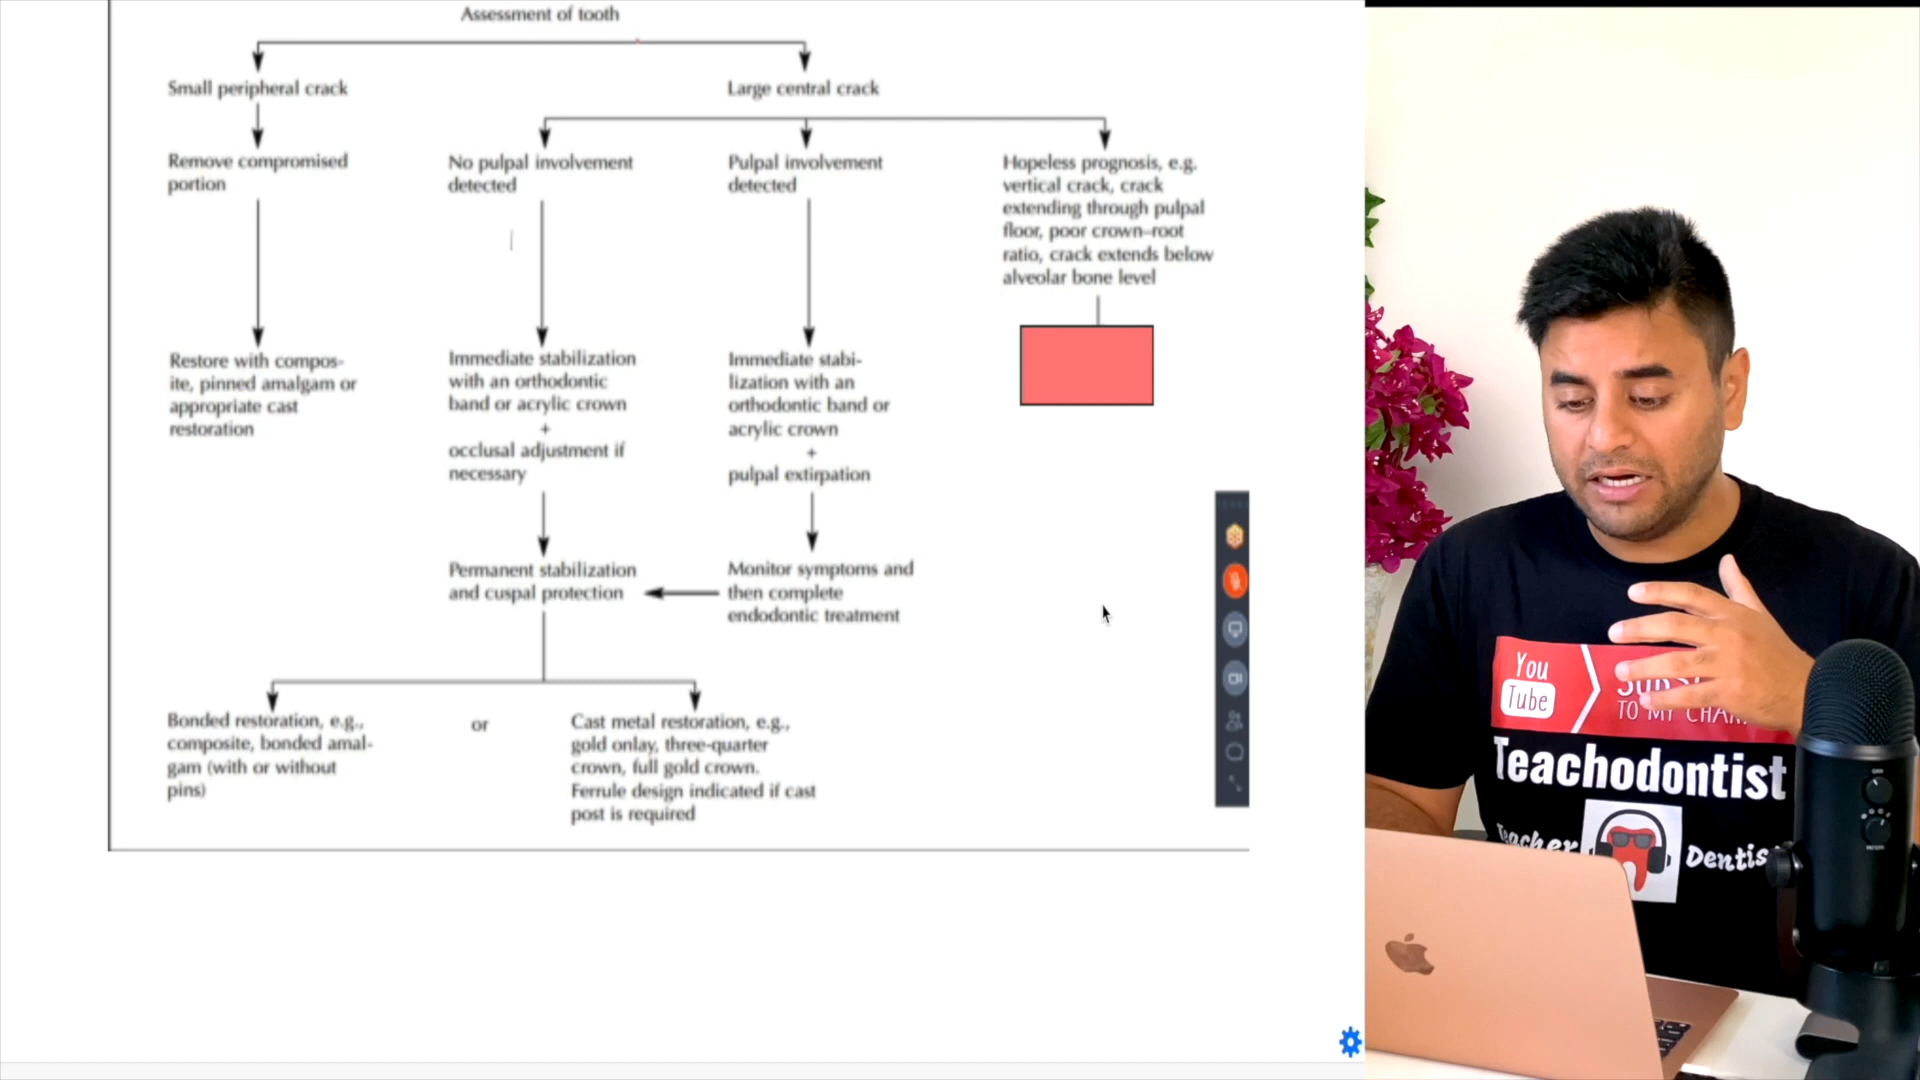 Assessment of tooth
Small peripheral crack
Large central crack
Remove compromised
portion
No pulpal involvement
detected
Pulpal involvement
detected
Hopeless prognosis, e.g.
vertical crack, crack
extending through pulpal
floor, poor crown–root
ratio, crack extends below
alveolar bone level
Restore with compos-
ite, pinned amalgam or
appropriate cast
restoration
Immediate stabilization
with an orthodontic
band or acrylic crown
+
occlusal adjustment if
necessary
Immediate stabi-
lization with an
orthodontic band or
acrylic crown
+
pulpal extirpation
Permanent stabilization
and cuspal protection
Monitor symptoms and
then complete
endodontic treatment
Bonded restoration, e.g.,
composite, bonded amal-
gam (with or without
pins)
or
Cast metal restoration, e.g.,
gold onlay, three-quarter
crown, full gold crown.
Ferrule design indicated if cast
post is required
You
Tube
TO MY
Teachodontist
Teacher